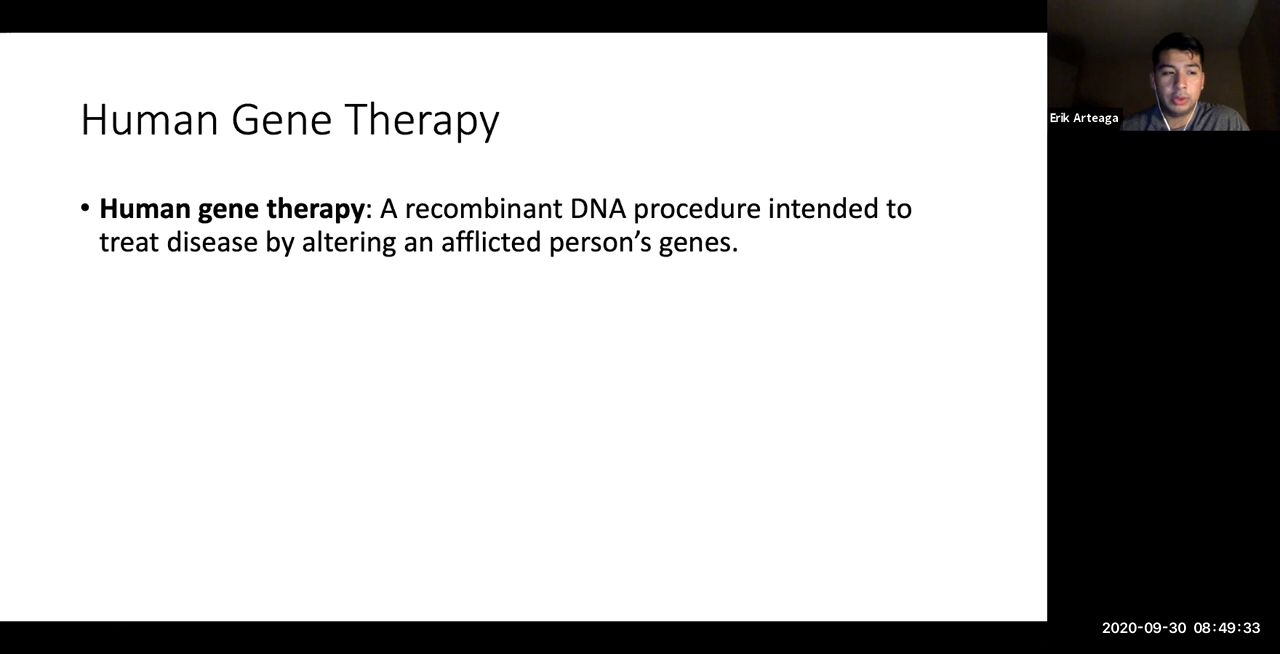 Human Gene Therapy
• Human gene therapy: A recombinant DNA procedure intended to
treat disease by altering an afflicted person’s genes.
Erik Arteaga
2020-09-30 08:49:33